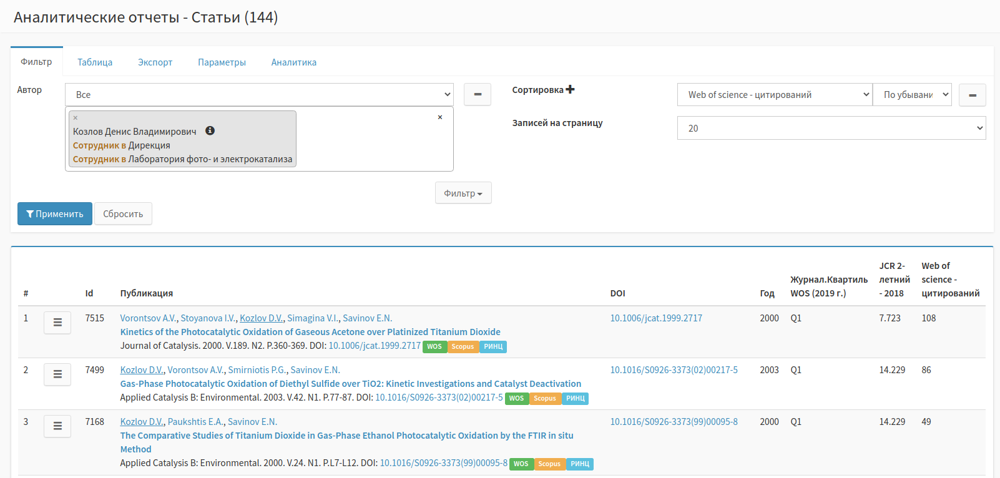 Аналитические отчеты - Статьи (144)
Фильтр Таблица Экспорт Параметры Аналитика
Автор Все
×
×
Козлов Денис Владимирович
Сотрудник в Дирекция
Сотрудник в Лаборатория фото- и электрокатализа
Сортировка Web of science - цитирований По убывани
Записей на страницу 20
Фильтр
Применить Сбросить
# Id Публикация DOI Год Журнал.Квартиль WOS (2019 г.) JCR 2-летний - 2018 Web of science - цитирований
1 7515 Vorontsov A.V., Stoyanova I.V., Kozlov D.V., Simagina V.I., Savinov E.N. 10.1006/jcat.1999.2717 2000 Q1 7.723 108
Kinetics of the Photocatalytic Oxidation of Gaseous Acetone over Platinized Titanium Dioxide
Journal of Catalysis. 2000. V.189. N2. P.360-369. DOI: 10.1006/jcat.1999.2717 WOS Scopus РИНЦ
2 7499 Kozlov D.V., Vorontsov A.V., Smirniotis P.G., Savinov E.N. 10.1016/S0926-3373(02)00217-5 2003 Q1 14.229 86
Gas-Phase Photocatalytic Oxidation of Diethyl Sulfide over TiO2: Kinetic Investigations and Catalyst Deactivation
Applied Catalysis B: Environmental. 2003. V.42. N1. P.77-87. DOI: 10.1016/S0926-3373(02)00217-5 WOS Scopus РИНЦ
3 7168 Kozlov D.V., Paukshtis E.A., Savinov E.N. 10.1016/S0926-3373(99)00095-8 2000 Q1 14.229 49
The Comparative Studies of Titanium Dioxide in Gas-Phase Ethanol Photocatalytic Oxidation by the FTIR in situ
Method
Applied Catalysis B: Environmental. 2000. V.24. N1. P.L7-L12. DOI: 10.1016/S0926-3373(99)00095-8 WOS Scopus РИНЦ